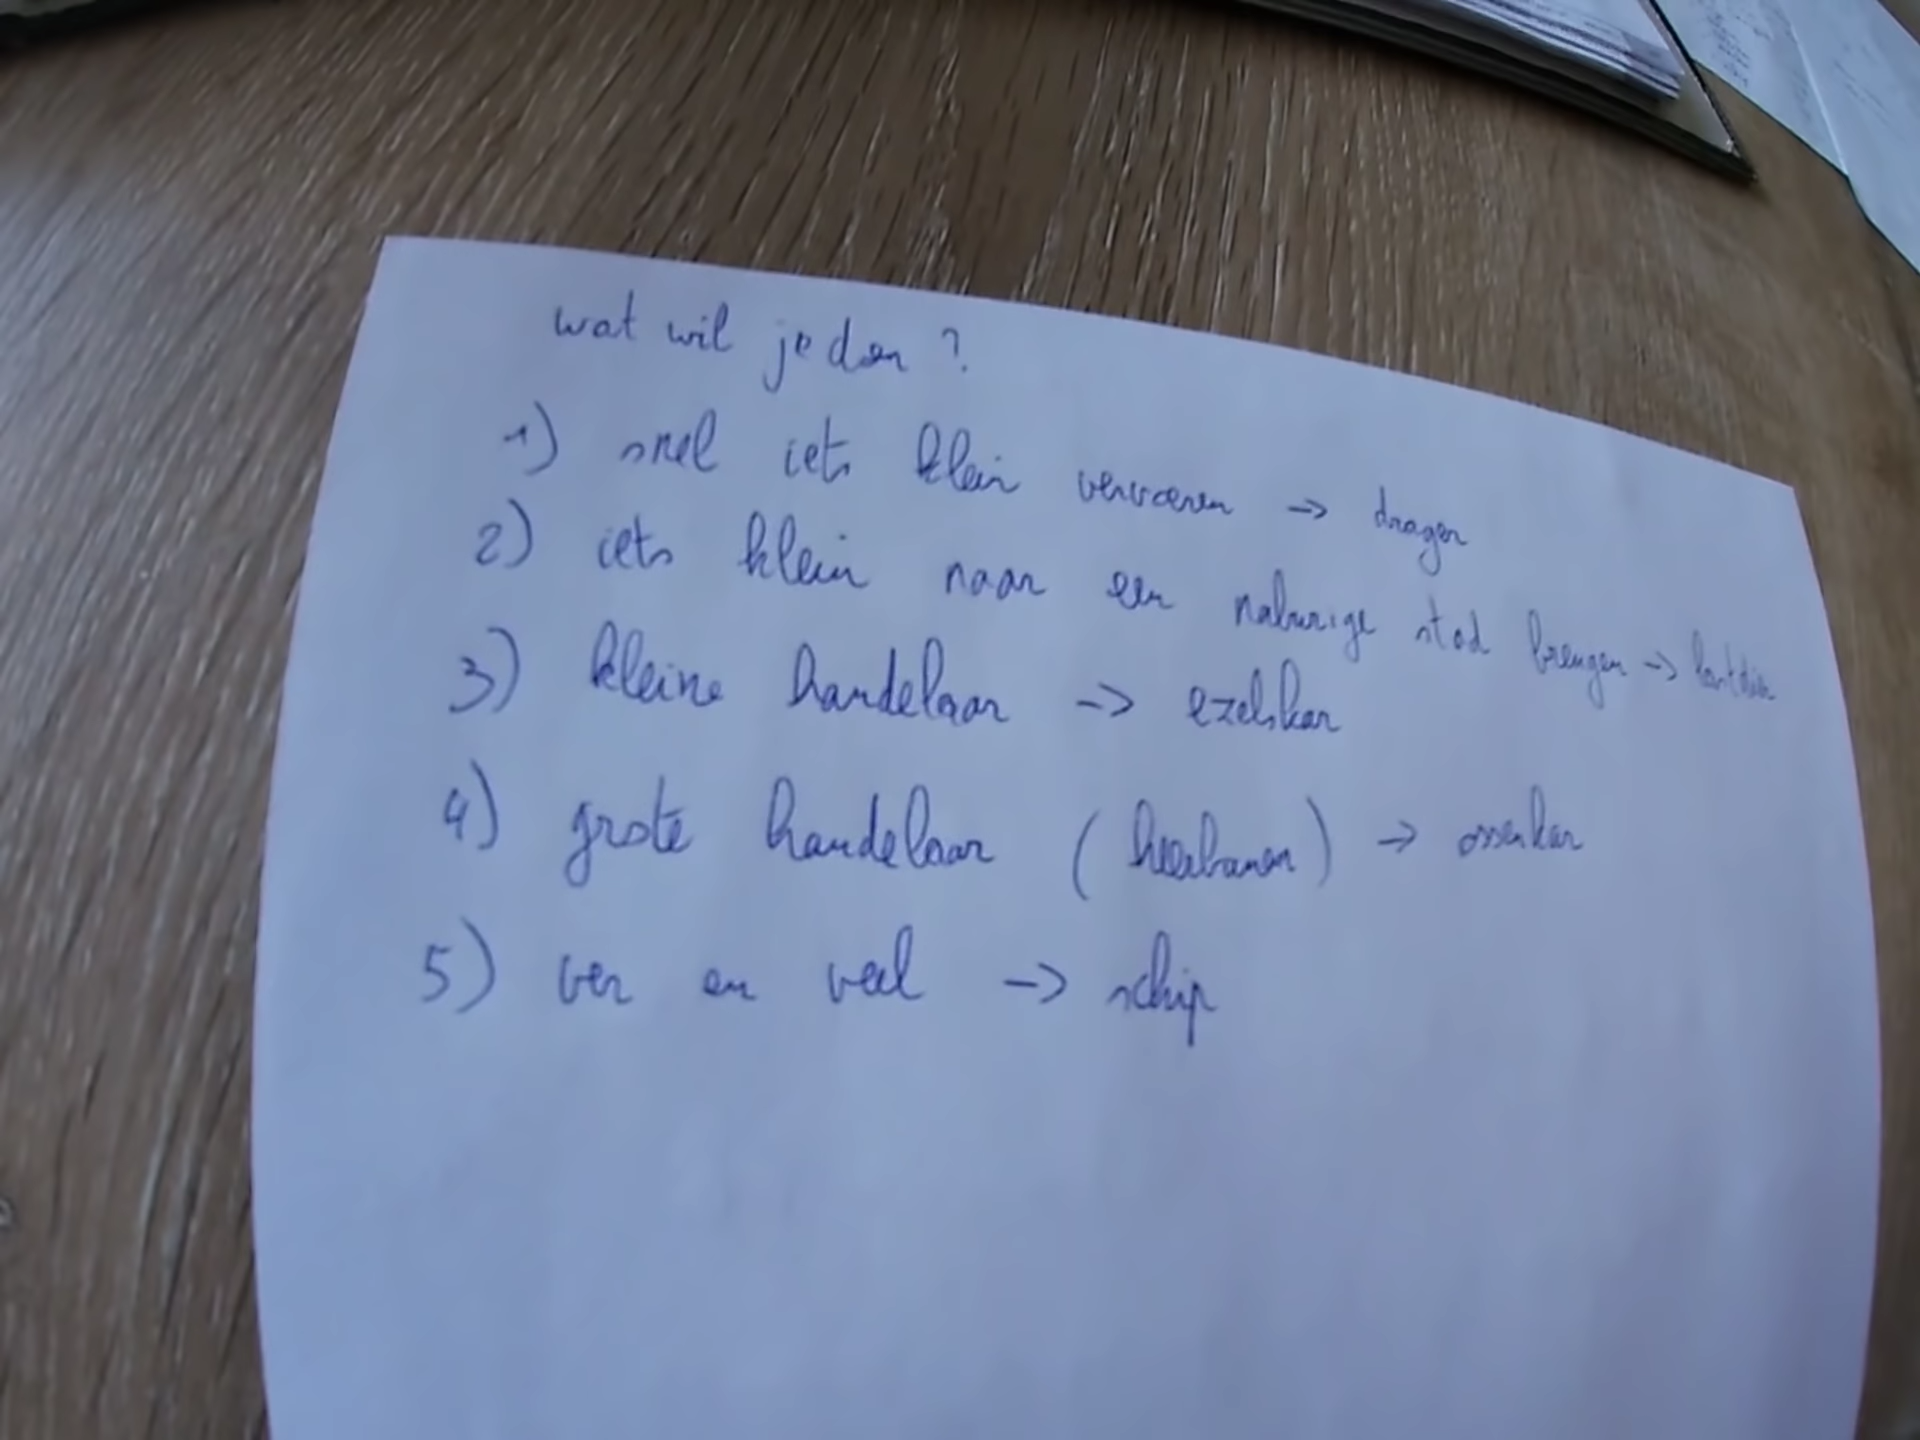 wat wil je doen?
1) snel iets klein vervoeren -> dragen
2) iets klein naar een naburige stad brengen -> lastdier
3) kleine handelaar -> ezelskar
4) grote handelaar (heerbanen) -> ossenkar
5) ver en veel -> schip